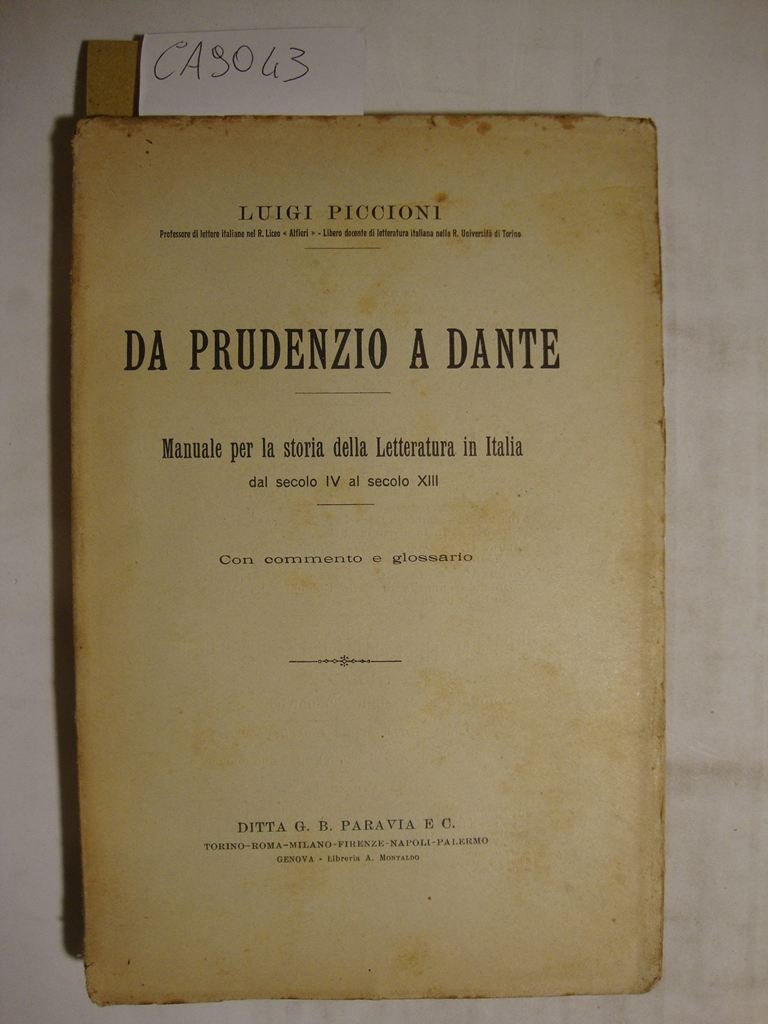 CA9043
LUIGI PICCIONI
Professore di lettere italiane nel R. Liceo « Alfieri » - Libero docente di letteratura italiana nella R. Università di Torino
DA PRUDENZIO A DANTE
Manuale per la storia della Letteratura in Italia
dal secolo IV al secolo XIII
Con commento e glossario
DITTA G. B. PARAVIA E C.
TORINO-ROMA-MILANO-FIRENZE-NAPOLI-PALERMO
GENOVA - Libreria A. Montaldo